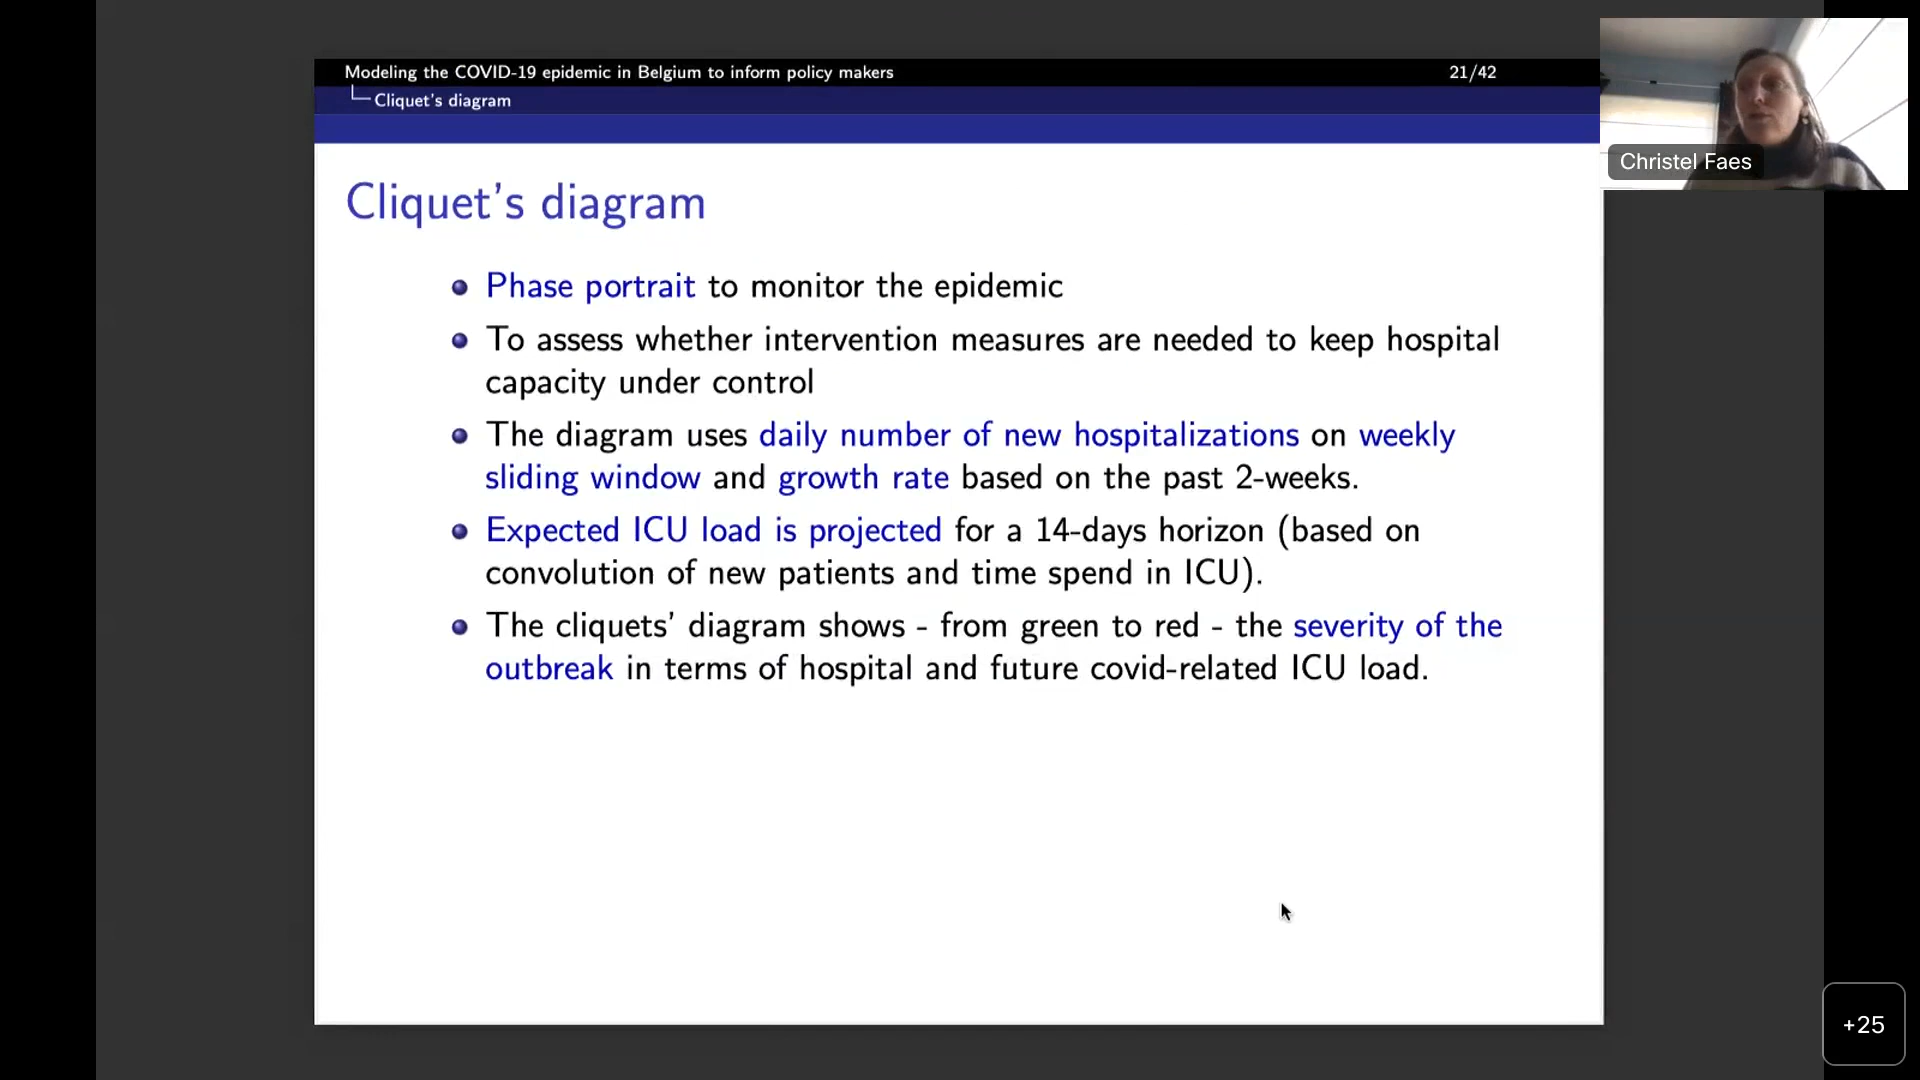 Modeling the COVID-19 epidemic in Belgium to inform policy makers
21/42
Cliquet's diagram
Christel Faes
Cliquet's diagram
Phase portrait to monitor the epidemic
To assess whether intervention measures are needed to keep hospital
capacity under control
The diagram uses daily number of new hospitalizations on weekly
sliding window and growth rate based on the past 2-weeks.
Expected ICU load is projected for a 14-days horizon (based on
convolution of new patients and time spend in ICU).
The cliquets' diagram shows - from green to red - the severity of the
outbreak in terms of hospital and future covid-related ICU load.
+25